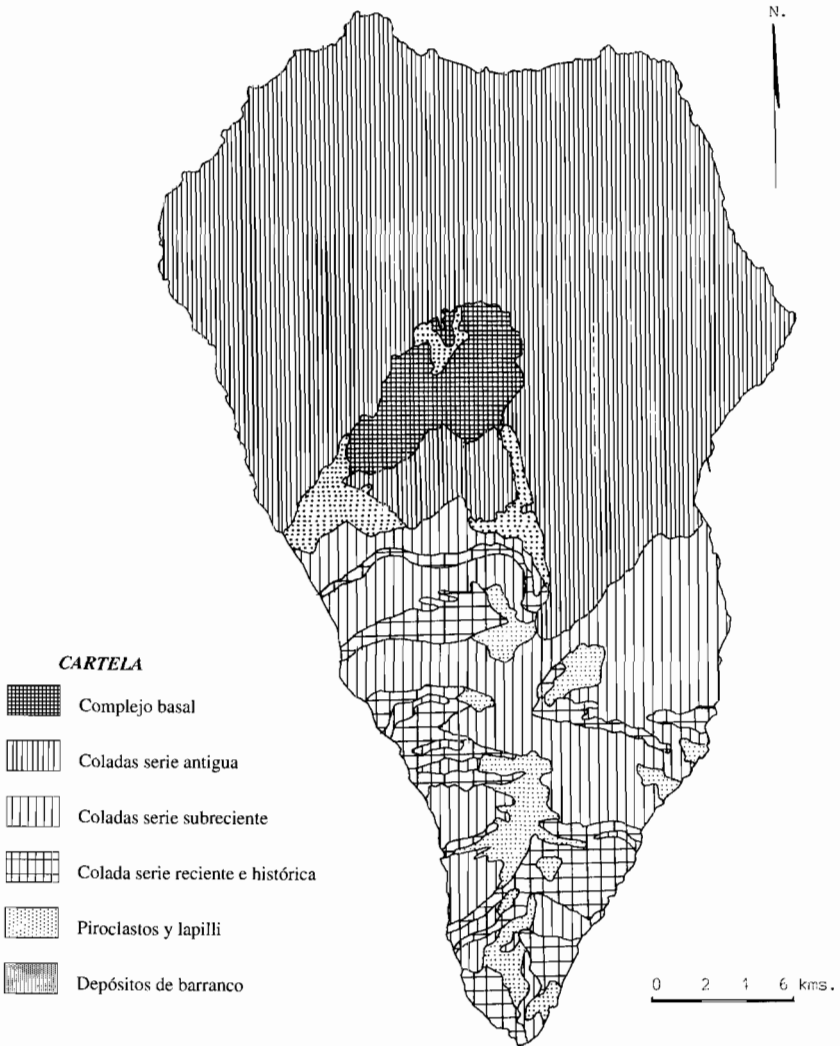 N.
CARTELA
Complejo basal
Coladas serie antigua
Coladas serie subreciente
Colada serie reciente e histórica
Piroclastos y lapilli
Depósitos de barranco
0 2 4 6 kms.